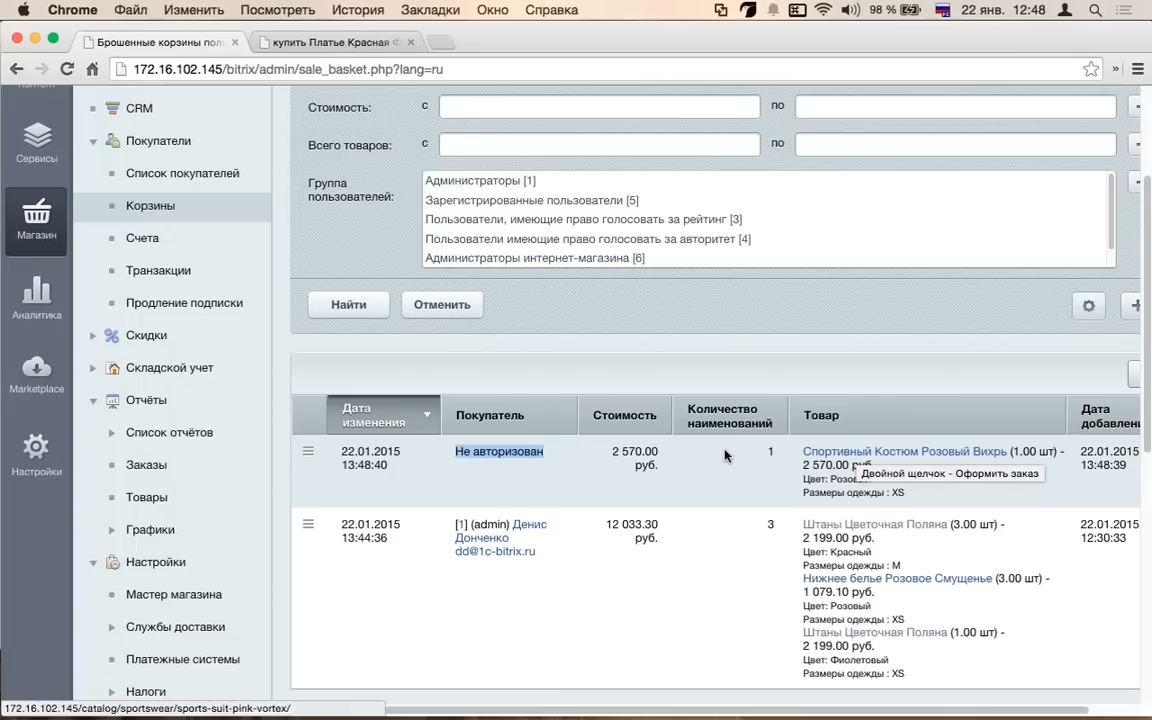 Chrome Файл Изменить Посмотреть История Закладки Окно Справка 98 % 22 янв. 12:48
Брошенные корзины пол × купить Платье Красная Ф ×
172.16.102.145/bitrix/admin/sale_basket.php?lang=ru »
Сервисы
Магазин
Аналитика
Marketplace
Настройки
CRM
Покупатели
Список покупателей
Корзины
Счета
Транзакции
Продление подписки
Скидки
Складской учет
Отчёты
Список отчётов
Заказы
Товары
Графики
Настройки
Мастер магазина
Службы доставки
Платежные системы
Налоги
Стоимость: с по
Всего товаров: с по
Группа
пользователей:
Администраторы [1]
Зарегистрированные пользователи [5]
Пользователи, имеющие право голосовать за рейтинг [3]
Пользователи имеющие право голосовать за авторитет [4]
Администраторы интернет-магазина [6]
Найти Отменить
Дата
изменения
Покупатель
Стоимость
Количество
наименований
Товар
Дата
добавлен
22.01.2015
13:48:40
Не авторизован
2 570.00
руб.
1
Спортивный Костюм Розовый Вихрь (1.00 шт) -
2 570.00 руб.
Цвет: Розов
Размеры одежды : XS
Двойной щелчок - Оформить заказ
22.01.2015
13:48:39
22.01.2015
13:44:36
[1] (admin) Денис
Донченко
dd@1c-bitrix.ru
12 033.30
руб.
3
Штаны Цветочная Поляна (3.00 шт) -
2 199.00 руб.
Цвет: Красный
Размеры одежды : M
Нижнее белье Розовое Смущенье (3.00 шт) -
1 079.10 руб.
Цвет: Розовый
Размеры одежды : XS
Штаны Цветочная Поляна (1.00 шт) -
2 199.00 руб.
Цвет: Фиолетовый
Размеры одежды : XS
22.01.2015
12:30:33
172.16.102.145/catalog/sportswear/sports-suit-pink-vortex/